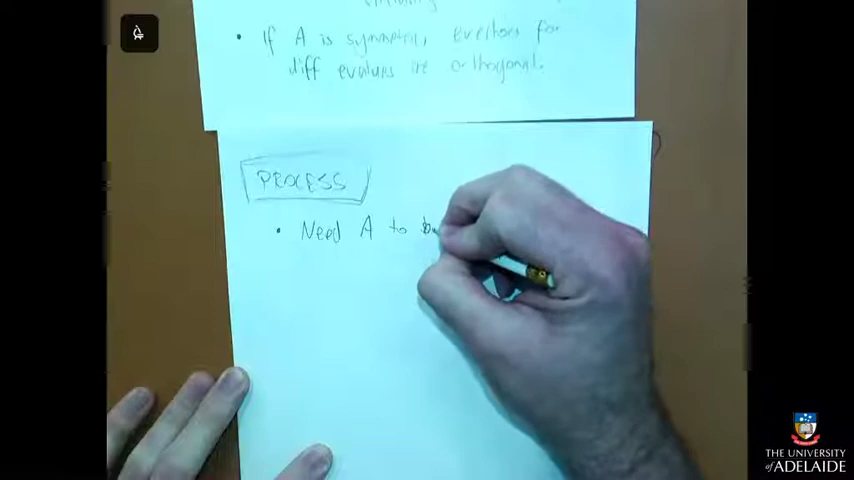 • If A is symmetric, evectors for
diff evalues are orthogonal.
PROCESS
• Need A to b
THE UNIVERSITY
of ADELAIDE